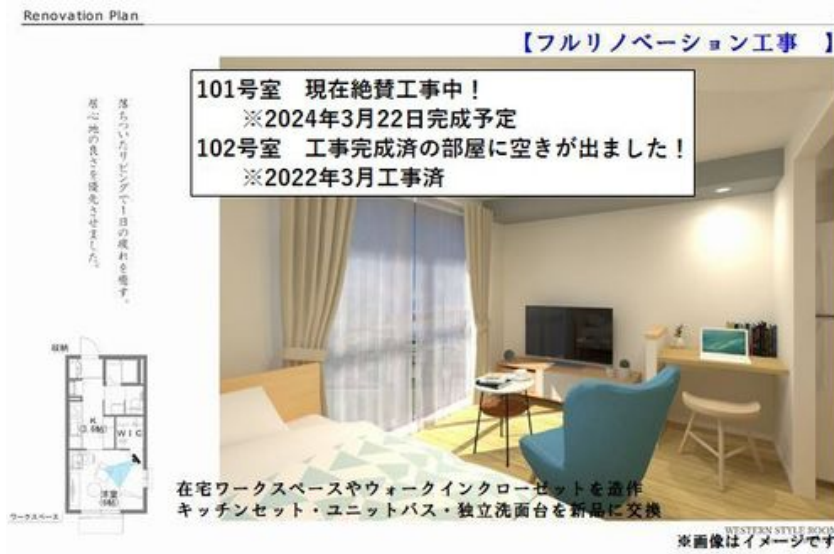 Renovation Plan
【フルリノベーション工事　】
101号室　現在絶賛工事中！
※2024年3月22日完成予定
102号室　工事完成済の部屋に空きが出ました！
※2022年3月工事済
落ちついたリビングで1日の疲れを癒す。
居心地の良さを優先させました。
収納
K
(3.6帖)
WIC
洋室
ワークスペース
在宅ワークスペースやウォークインクローゼットを造作
キッチンセット・ユニットバス・独立洗面台を新品に交換
WESTERN STYLE ROOM
※画像はイメージです